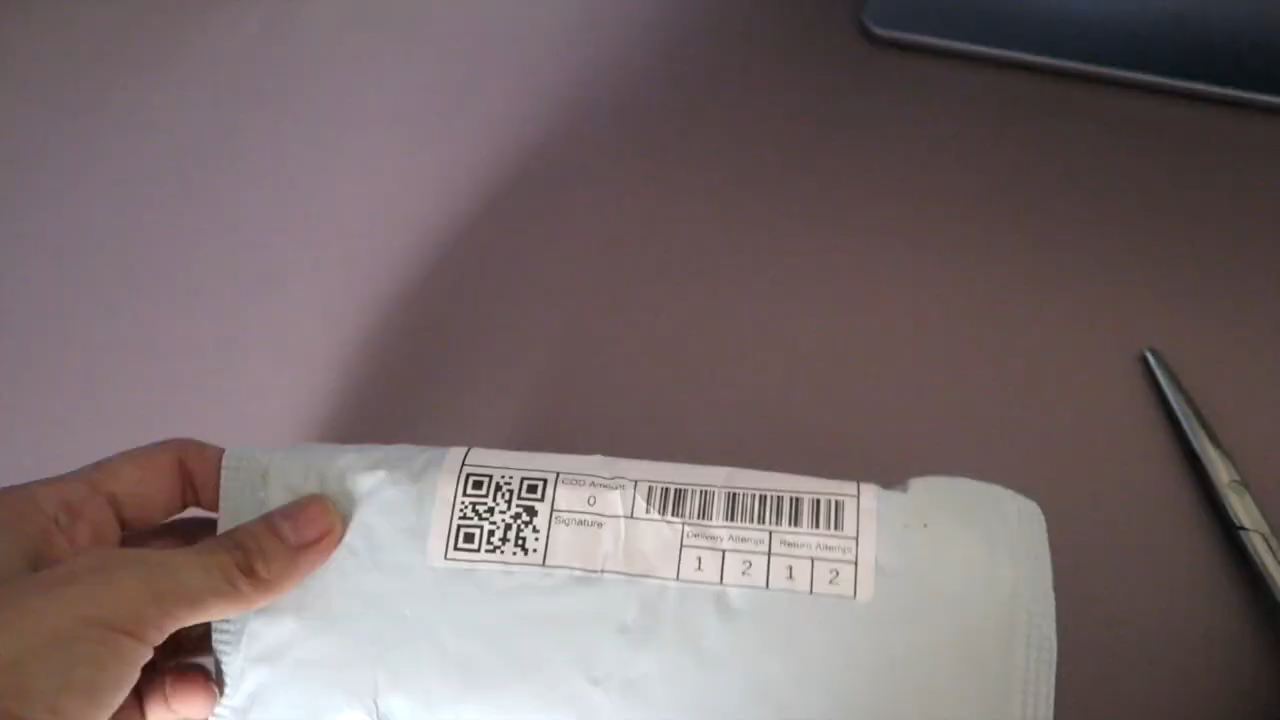 COD Amount:
0
Signature:
Delivery Attempt
Return Attempt
1
2
1
2